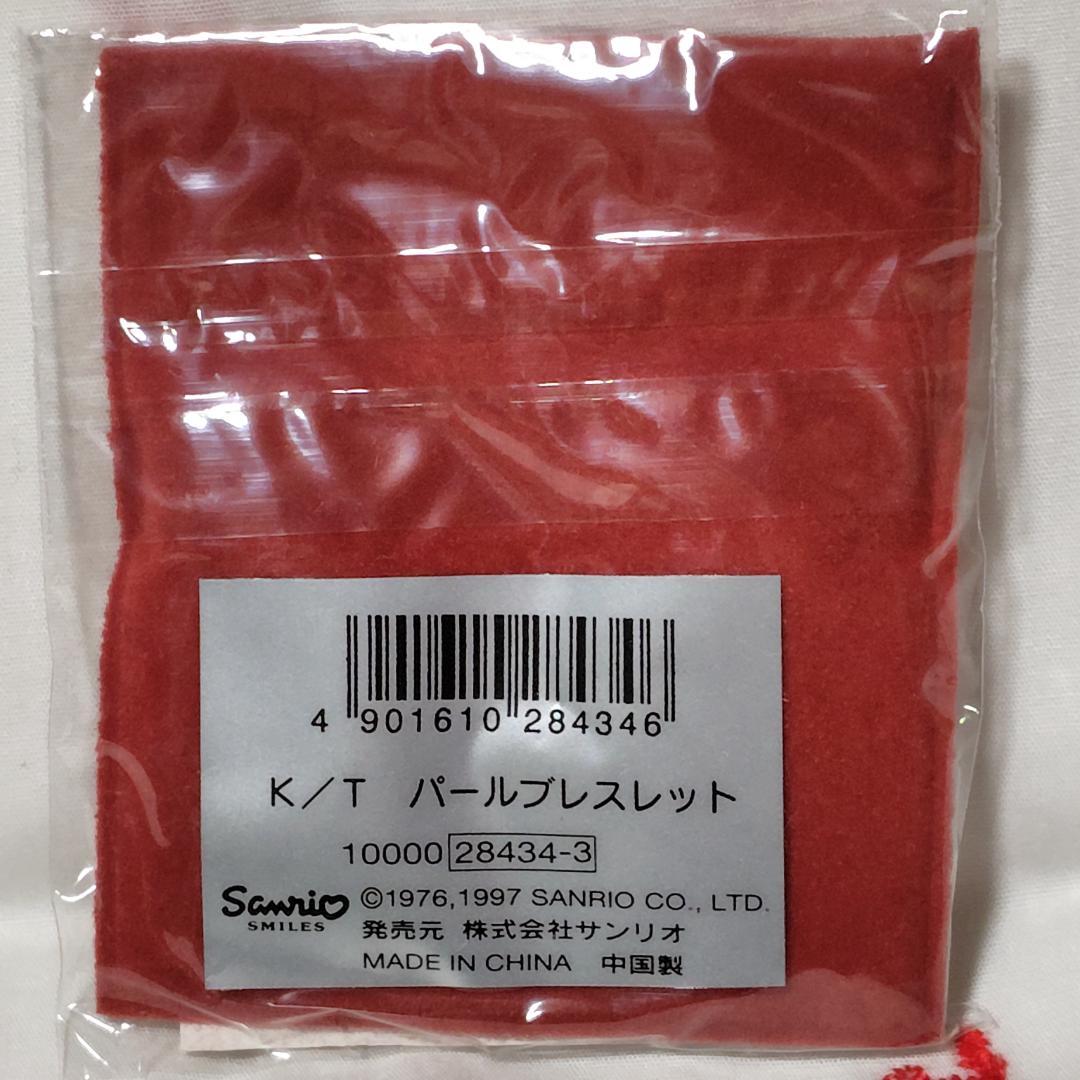 4 901610 284346
K/T パールブレスレット
10000 28434-3
Sanrio
SMILES
©1976,1997 SANRIO CO., LTD.
発売元 株式会社サンリオ
MADE IN CHINA 中国製